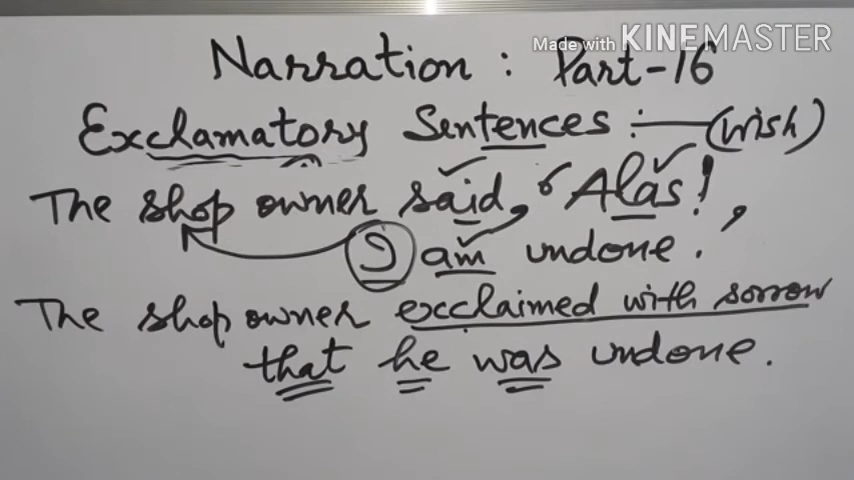 Made with KINEMASTER
Narration : Part-16
Exclamatory Sentences :—(wish)
The shop owner said, 'Alas!
I am undone.'
The shop owner excclaimed with sorrow
that he was undone.